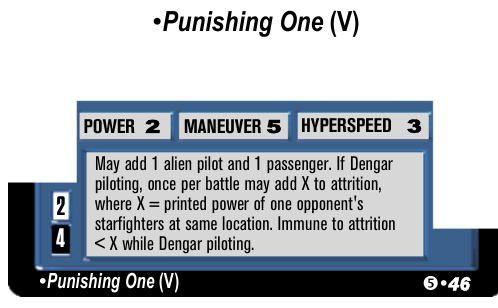 •Punishing One (V)
POWER 2 MANEUVER 5 HYPERSPEED 3
May add 1 alien pilot and 1 passenger. If Dengar
piloting, once per battle may add X to attrition,
where X = printed power of one opponent's
starfighters at same location. Immune to attrition
< X while Dengar piloting.
2
4
•Punishing One (V)
❺•46